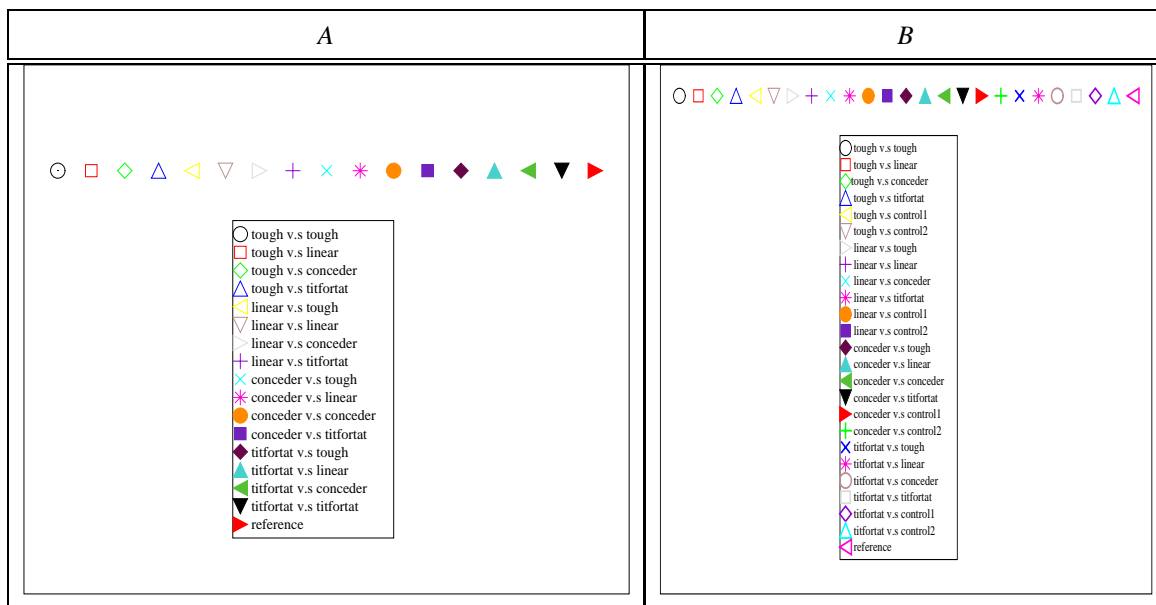 A
B
tough v.s tough
tough v.s linear
tough v.s conceder
tough v.s titfortat
linear v.s tough
linear v.s linear
linear v.s conceder
linear v.s titfortat
conceder v.s tough
conceder v.s linear
conceder v.s conceder
conceder v.s titfortat
titfortat v.s tough
titfortat v.s linear
titfortat v.s conceder
titfortat v.s titfortat
reference
tough v.s tough
tough v.s linear
tough v.s conceder
tough v.s titfortat
tough v.s control1
tough v.s control2
linear v.s tough
linear v.s linear
linear v.s conceder
linear v.s titfortat
linear v.s control1
linear v.s control2
conceder v.s tough
conceder v.s linear
conceder v.s conceder
conceder v.s titfortat
conceder v.s control1
conceder v.s control2
titfortat v.s tough
titfortat v.s linear
titfortat v.s conceder
titfortat v.s titfortat
titfortat v.s control1
titfortat v.s control2
reference